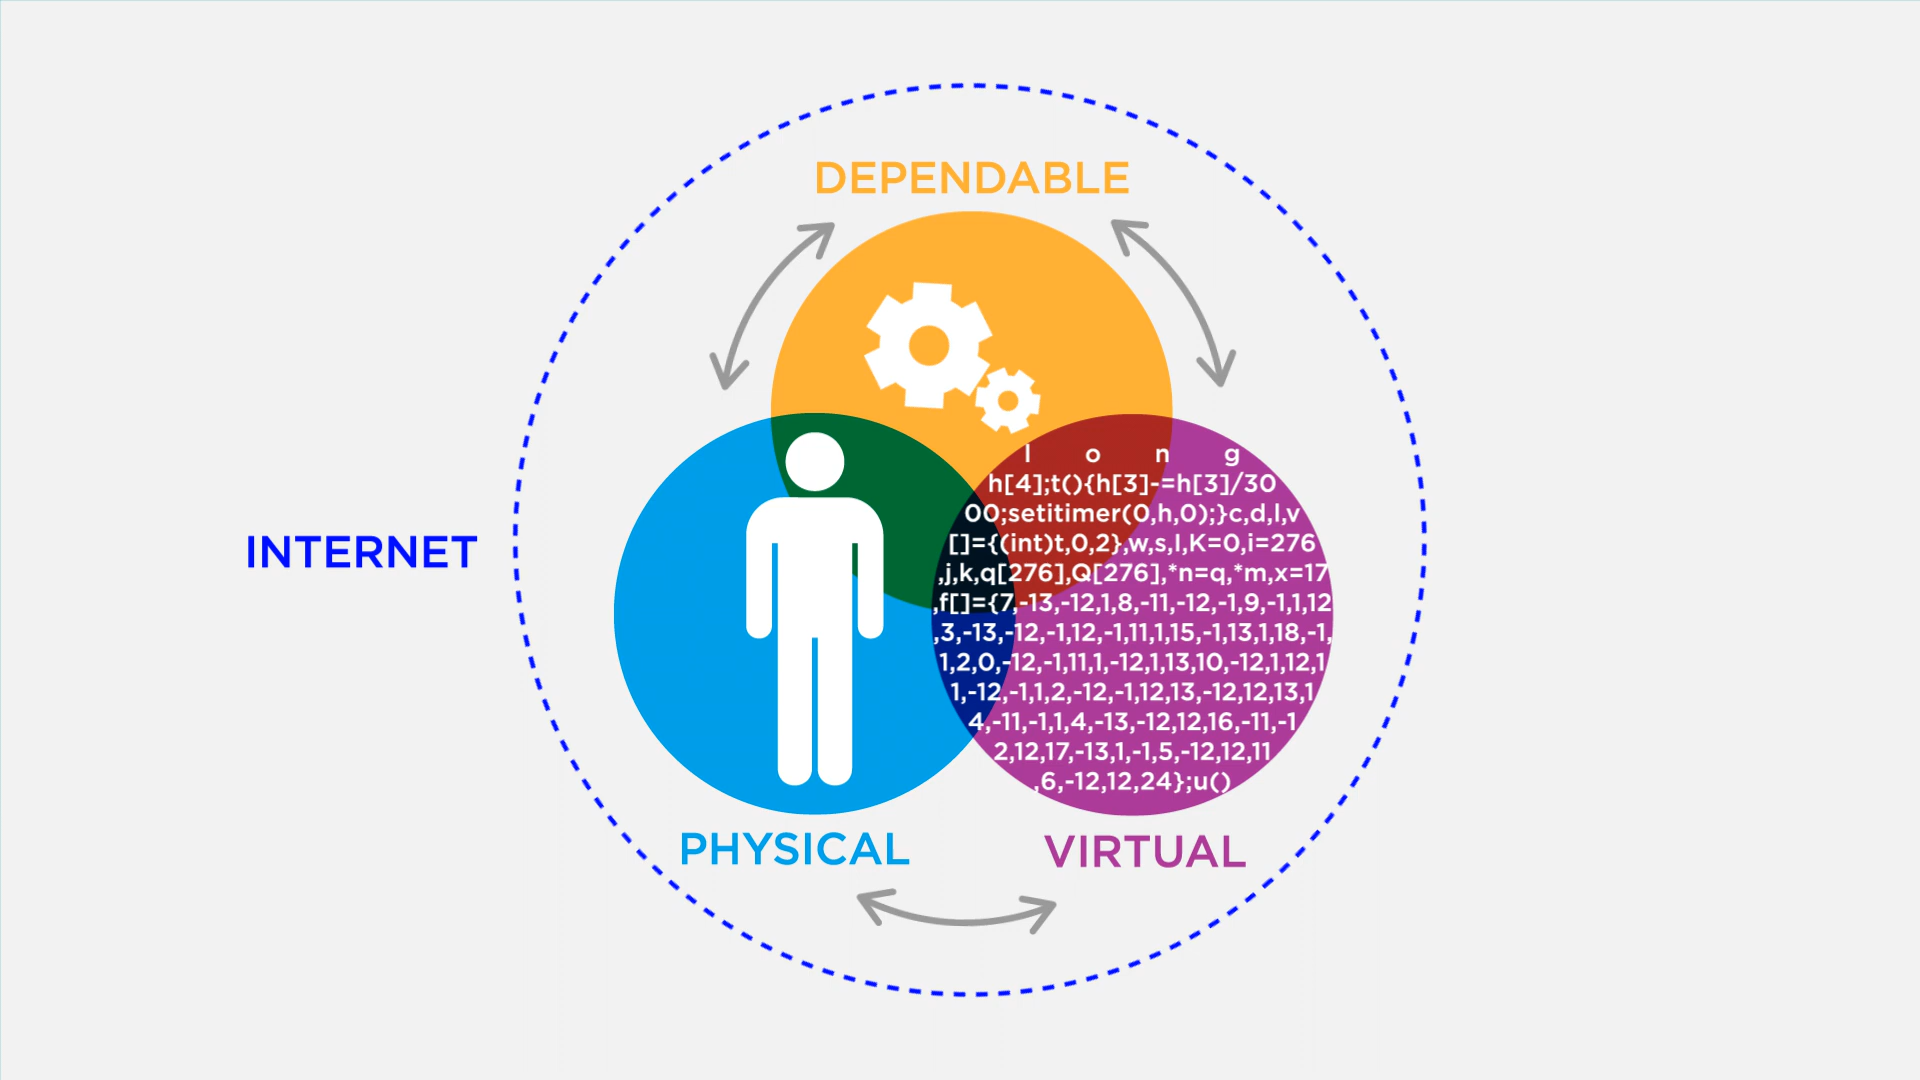 DEPENDABLE
l o n g
h[4];t(){h[3]-=h[3]/30
00;setitimer(0,h,0);}c,d,l,v
[]={(int)t,0,2},w,s,I,K=0,i=276
,j,k,q[276],Q[276],*n=q,*m,x=17
,f[]={7,-13,-12,1,8,-11,-12,-1,9,-1,1,12
,3,-13,-12,-1,12,-1,11,1,15,-1,13,1,18,-1,
1,2,0,-12,-1,11,1,-12,1,13,10,-12,1,12,1
1,-12,-1,1,2,-12,-1,12,13,-12,12,13,1
4,-11,-1,1,4,-13,-12,12,16,-11,-1
2,12,17,-13,1,-1,5,-12,12,11
,6,-12,12,24};u()
INTERNET
PHYSICAL
VIRTUAL